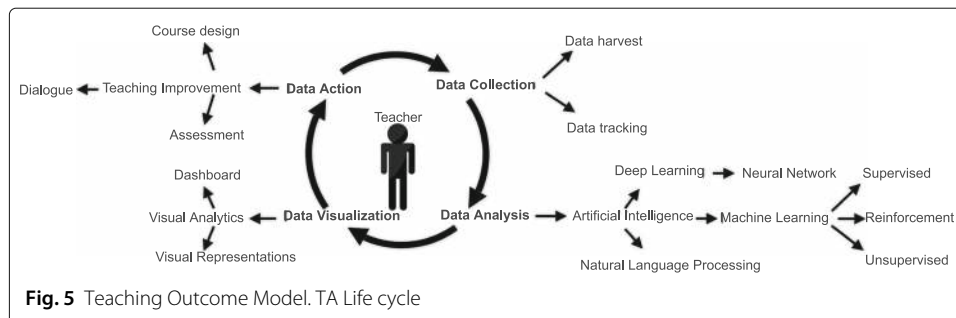 Course design
Data harvest
Dialogue
Teaching Improvement
Data Action
Data Collection
Teacher
Assessment
Data tracking
Dashboard
Deep Learning
Neural Network
Supervised
Visual Analytics
Data Visualization
Data Analysis
Artificial Intelligence
Machine Learning
Reinforcement
Visual Representations
Natural Language Processing
Unsupervised
Fig. 5 Teaching Outcome Model. TA Life cycle